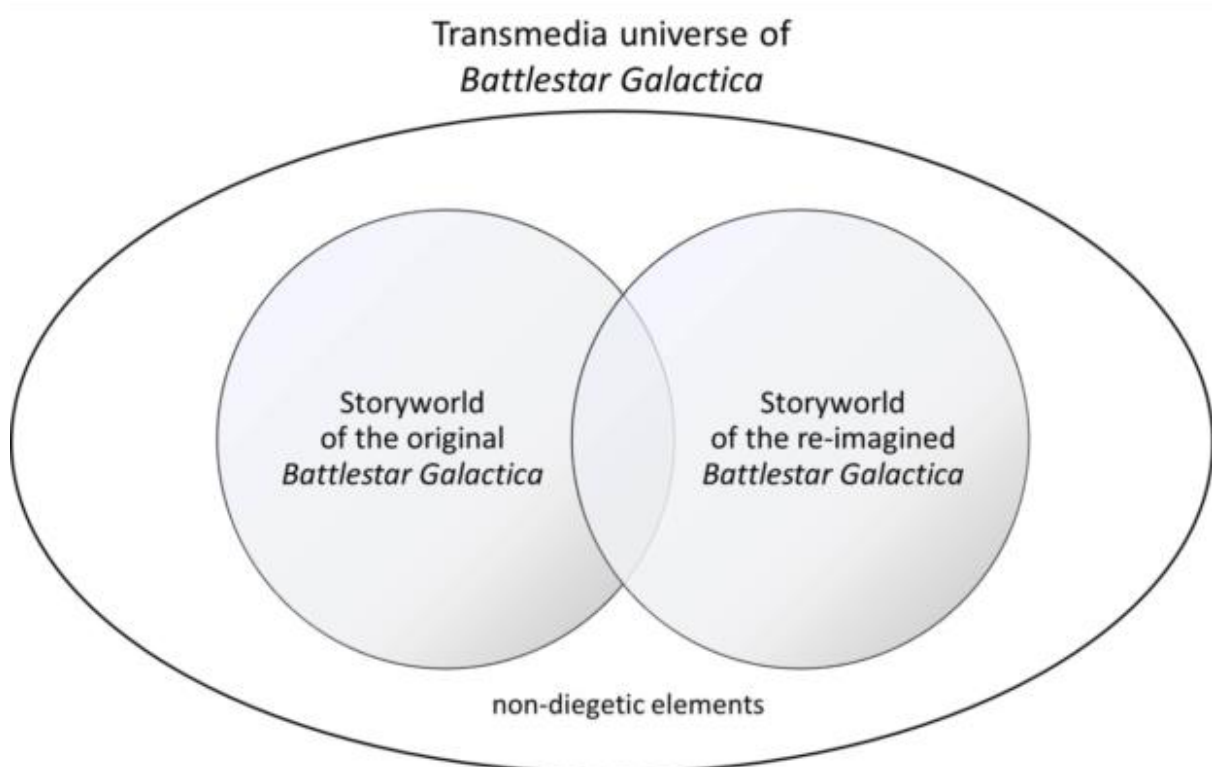 Transmedia universe of
Battlestar Galactica
Storyworld
of the original
Battlestar Galactica
Storyworld
of the re-imagined
Battlestar Galactica
non-diegetic elements